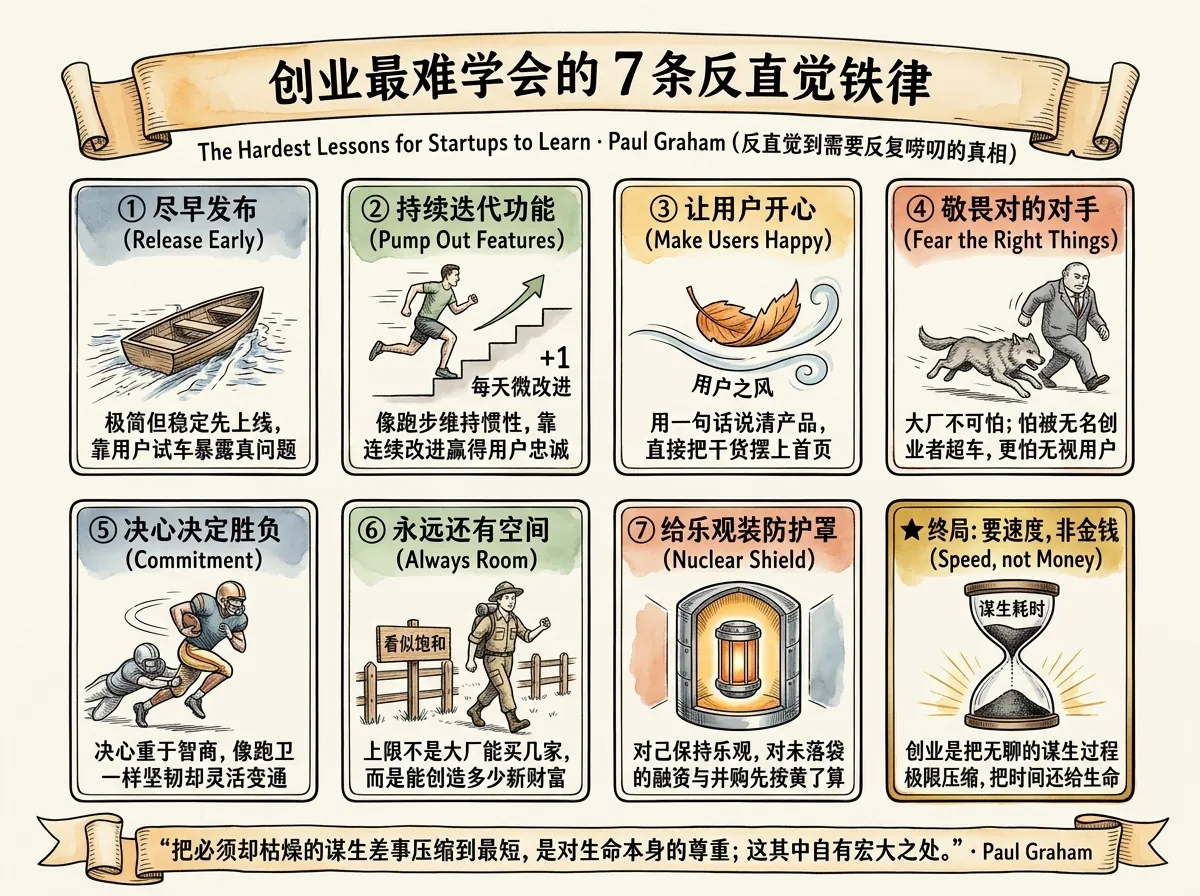 创业最难学会的 7 条反直觉铁律
The Hardest Lessons for Startups to Learn · Paul Graham (反直觉到需要反复唠叨的真相)
① 尽早发布
(Release Early)
极简但稳定先上线，
靠用户试车暴露真问题
② 持续迭代功能
(Pump Out Features)
+1
每天微改进
像跑步维持惯性，靠
连续改进赢得用户忠诚
③ 让用户开心
(Make Users Happy)
用户之风
用一句话说清产品，
直接把干货摆上首页
④ 敬畏对的对手
(Fear the Right Things)
大厂不可怕；怕被无名创
业者超车，更怕无视用户
⑤ 决心决定胜负
(Commitment)
决心重于智商，像跑卫
一样坚韧却灵活变通
⑥ 永远还有空间
(Always Room)
看似饱和
上限不是大厂能买几家，
而是能创造多少新财富
⑦ 给乐观装防护罩
(Nuclear Shield)
对己保持乐观，对未落袋
的融资与并购先按黄了算
★ 终局：要速度，非金钱
(Speed, not Money)
谋生耗时
创业是把无聊的谋生过程
极限压缩，把时间还给生命
“把必须却枯燥的谋生差事压缩到最短，是对生命本身的尊重；这其中自有宏大之处。” · Paul Graham